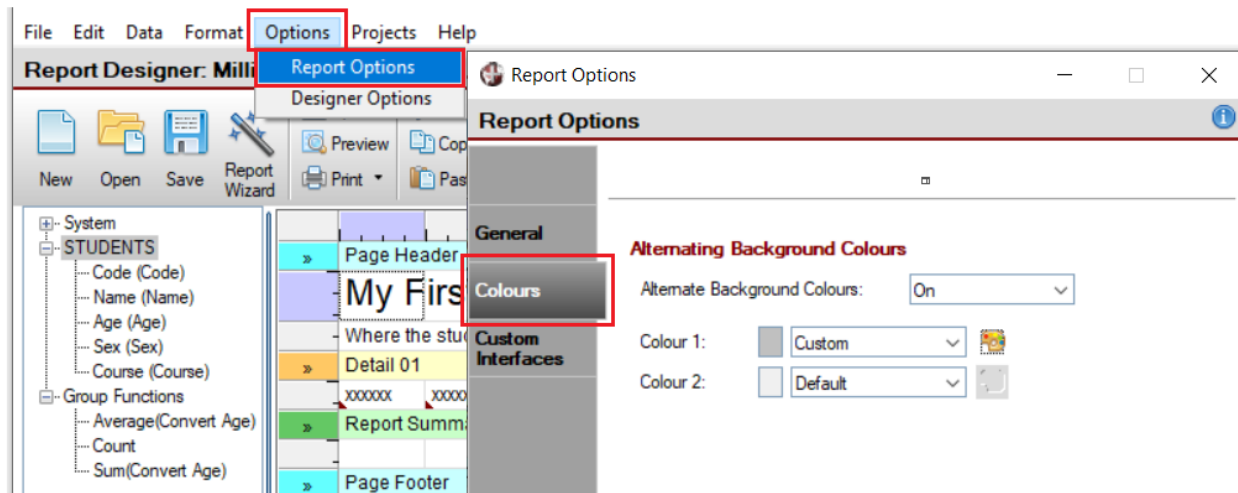 File Edit Data Format Options Projects Help
Report Designer: Milli
Report Options
Designer Options
New
Open
Save
Report
Wizard
Preview
Print
Cop
Pas
System
STUDENTS
Code (Code)
Name (Name)
Age (Age)
Sex (Sex)
Course (Course)
Group Functions
Average(Convert Age)
Count
Sum(Convert Age)
» Page Header
My Firs
Where the stu
» Detail 01
xxxxxx xxxxx
» Report Summa
» Page Footer
Report Options
Report Options
General
Colours
Custom
Interfaces
Alternating Background Colours
Alternate Background Colours: On
Colour 1: Custom
Colour 2: Default